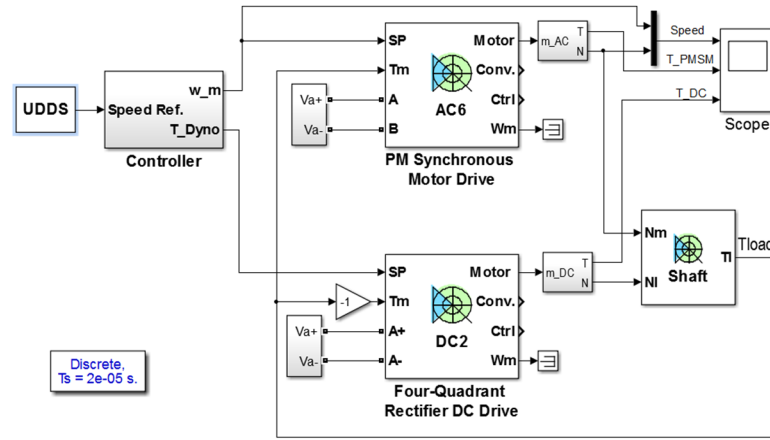 UDDS
Speed Ref.
w_m
T_Dyno
Controller
SP
Tm
A
B
Motor
Conv.
Ctrl
Wm
AC6
PM Synchronous
Motor Drive
Va+
Va-
m_AC
T
N
Speed
T_PMSM
T_DC
Scope
Nm
Nl
Tl
Shaft
Tload
SP
Tm
A+
A-
Motor
Conv.
Ctrl
Wm
DC2
Four-Quadrant
Rectifier DC Drive
-1
Va+
Va-
m_DC
T
N
Discrete,
Ts = 2e-05 s.